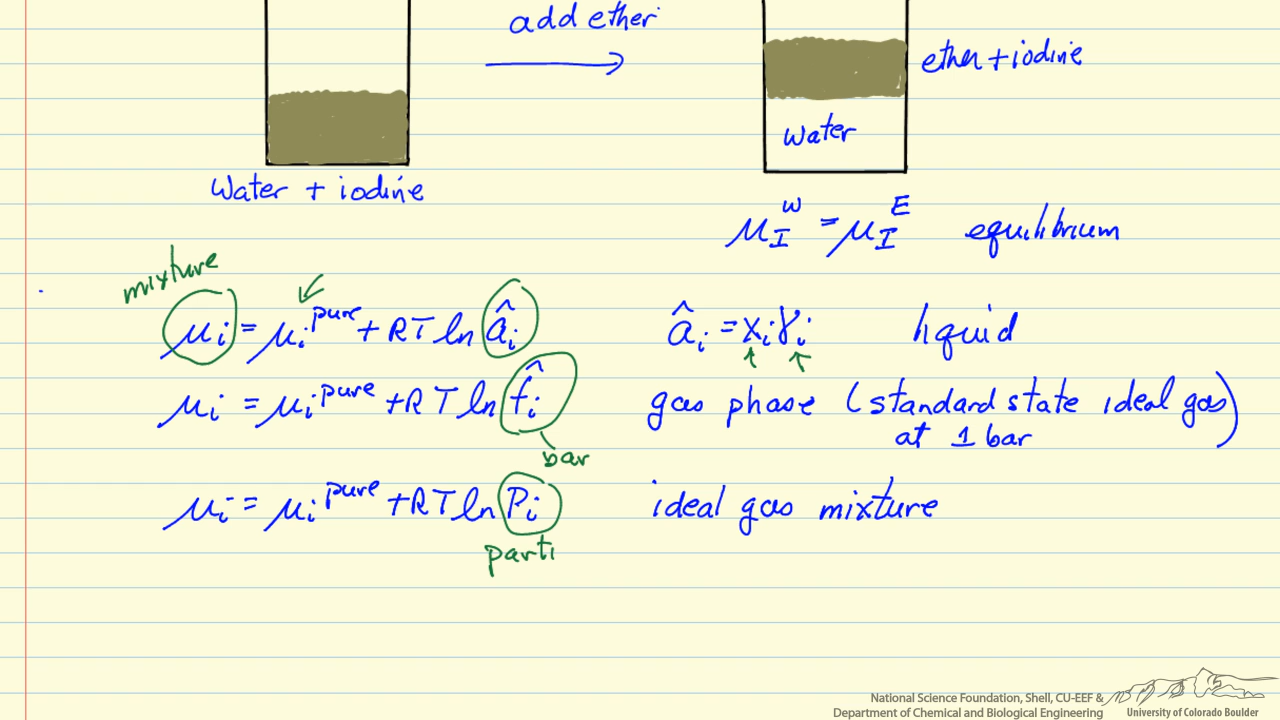 add ether
ether + iodine
water
Water + iodine
μ_I^W = μ_I^E equilibrium
mixture
μ_i = μ_i^pure + RT ln â_i
â_i = x_i γ_i liquid
μ_i = μ_i^pure + RT ln f̂_i
gas phase (standard state ideal gas)
at 1 bar
bar
μ_i = μ_i^pure + RT ln P_i
ideal gas mixture
parti
National Science Foundation, Shell, CU-EEF &
Department of Chemical and Biological Engineering
University of Colorado Boulder